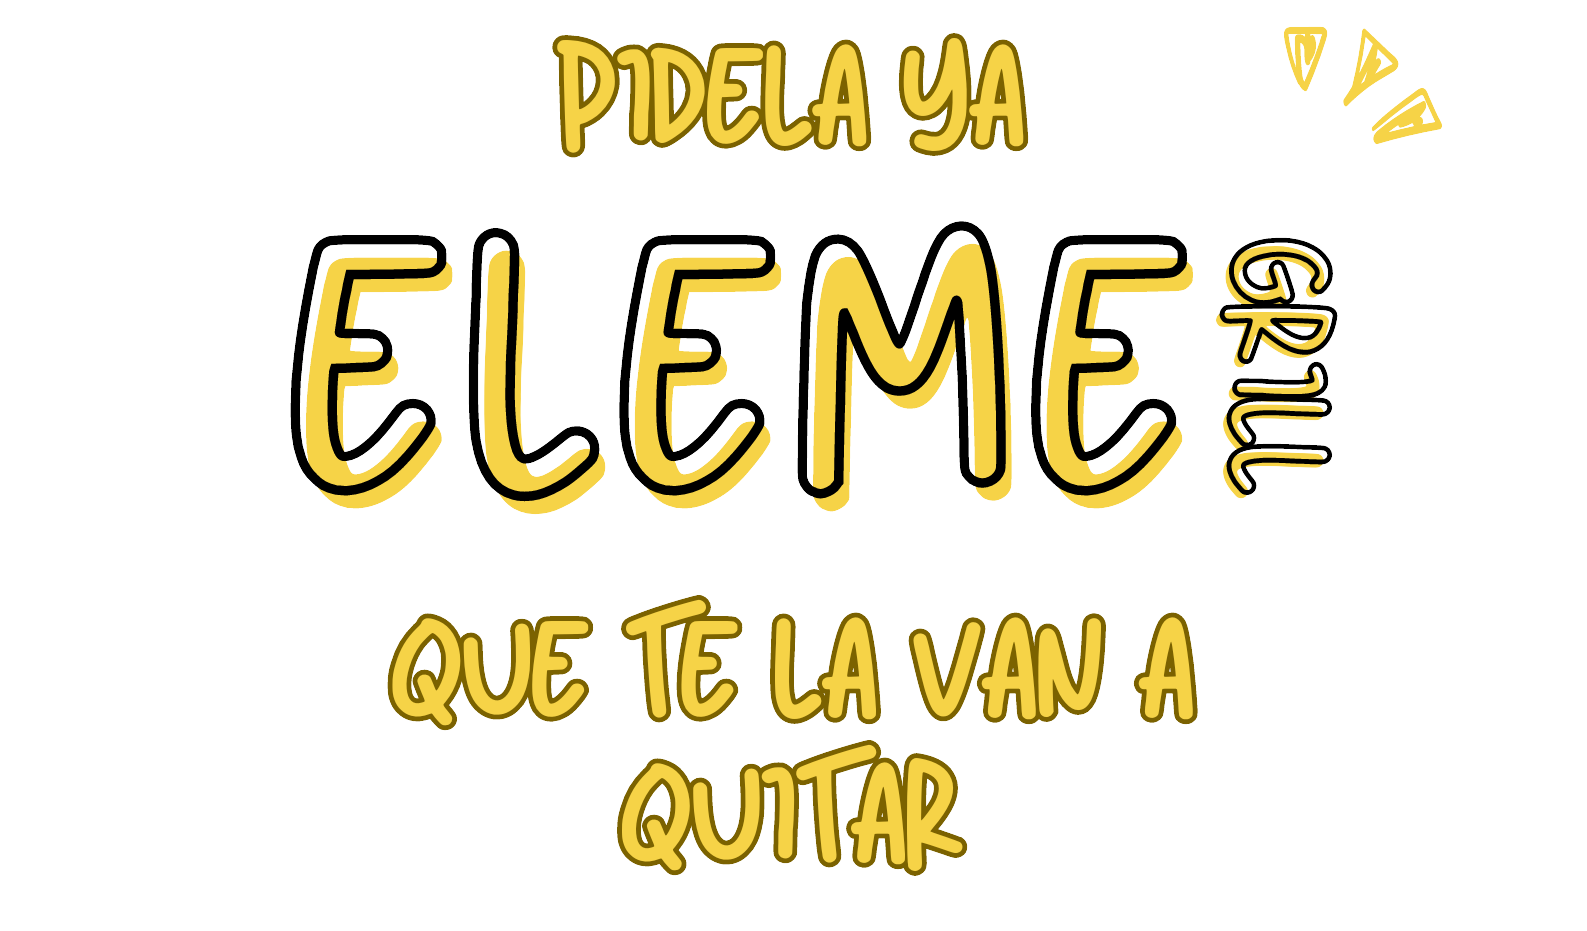 PIDELA YA
ELEME
GRILL
QUE TE LA VAN A
QUITAR